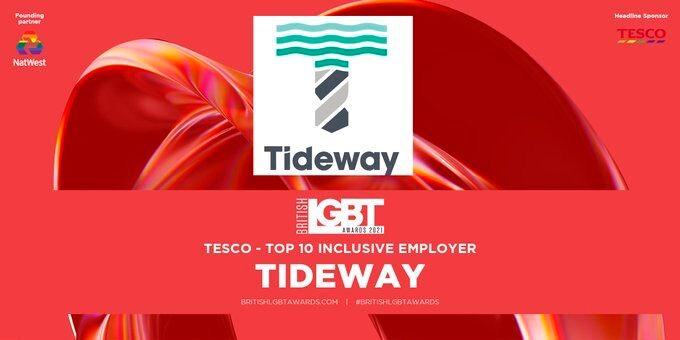 Founding
partner
NatWest
Headline Sponsor
TESCO
Tideway
BRITISH
LGBT
AWARDS 2021
TESCO - TOP 10 INCLUSIVE EMPLOYER
TIDEWAY
BRITISHLGBTAWARDS.COM | #BRITISHLGBTAWARDS